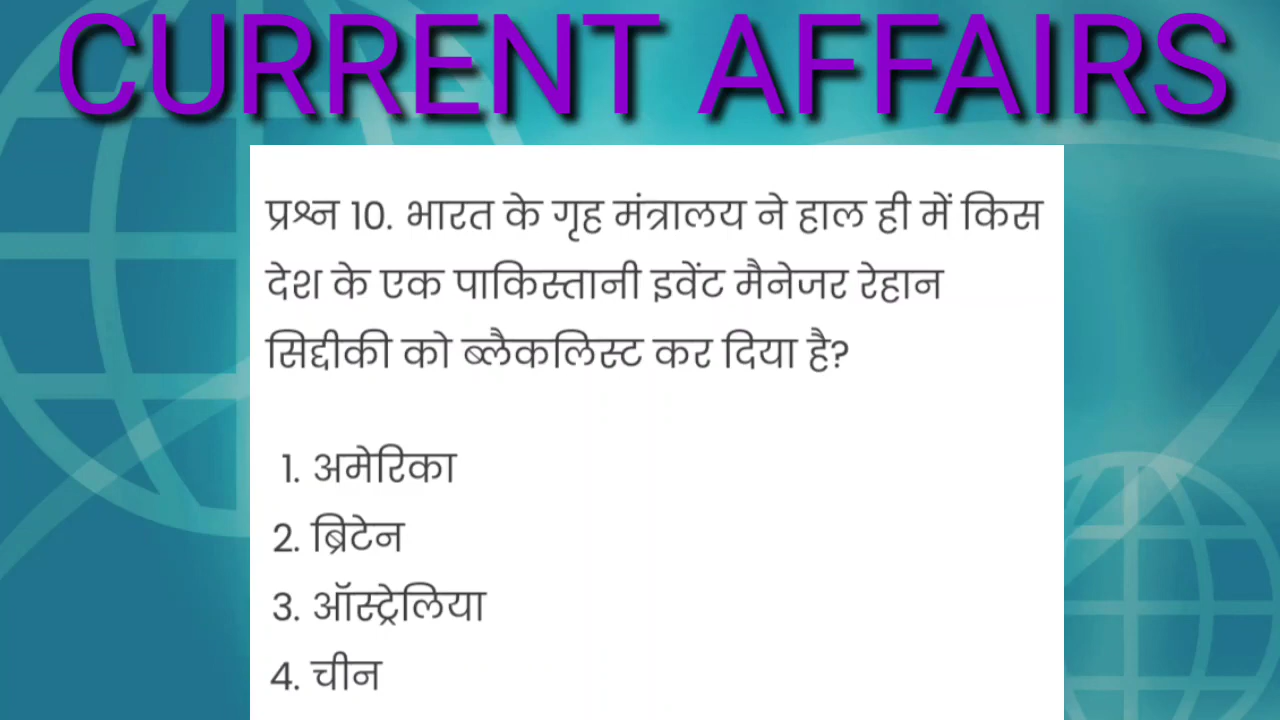 CURRENT AFFAIRS
प्रश्न 10. भारत के गृह मंत्रालय ने हाल ही में किस
देश के एक पाकिस्तानी इवेंट मैनेजर रेहान
सिद्दीकी को ब्लैकलिस्ट कर दिया है?
1. अमेरिका
2. ब्रिटेन
3. ऑस्ट्रेलिया
4. चीन